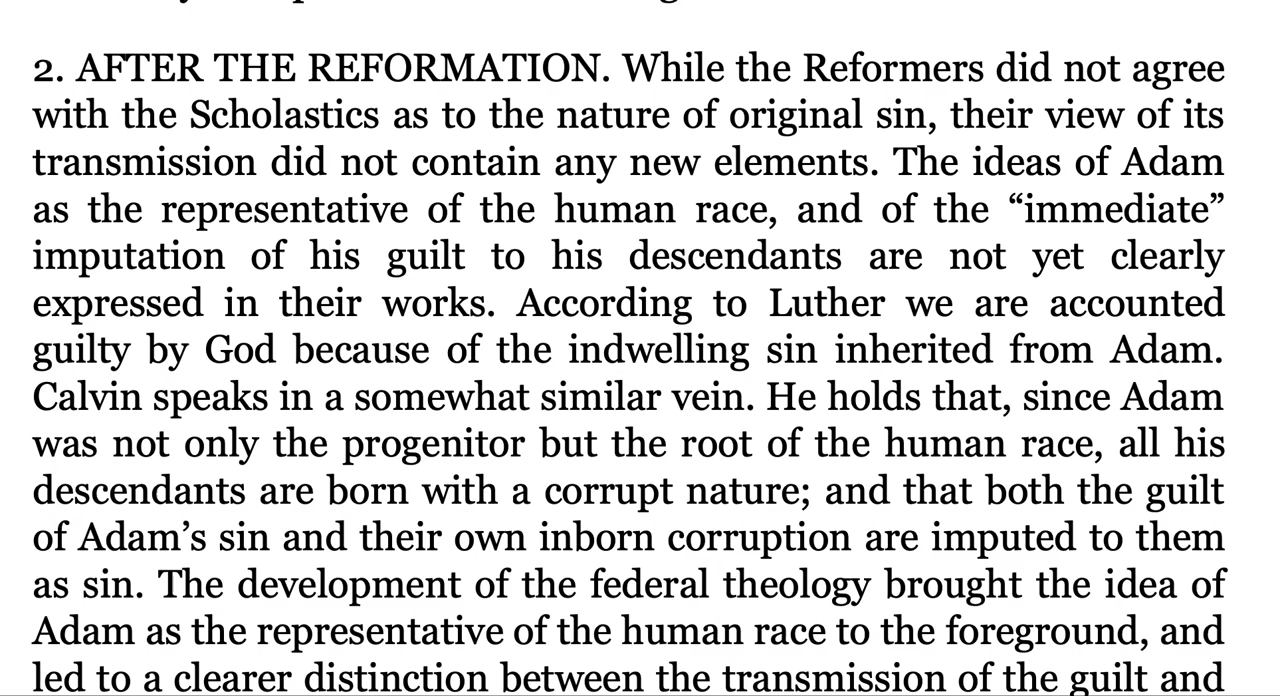 2. AFTER THE REFORMATION. While the Reformers did not agree
with the Scholastics as to the nature of original sin, their view of its
transmission did not contain any new elements. The ideas of Adam
as the representative of the human race, and of the “immediate”
imputation of his guilt to his descendants are not yet clearly
expressed in their works. According to Luther we are accounted
guilty by God because of the indwelling sin inherited from Adam.
Calvin speaks in a somewhat similar vein. He holds that, since Adam
was not only the progenitor but the root of the human race, all his
descendants are born with a corrupt nature; and that both the guilt
of Adam’s sin and their own inborn corruption are imputed to them
as sin. The development of the federal theology brought the idea of
Adam as the representative of the human race to the foreground, and
led to a clearer distinction between the transmission of the guilt and